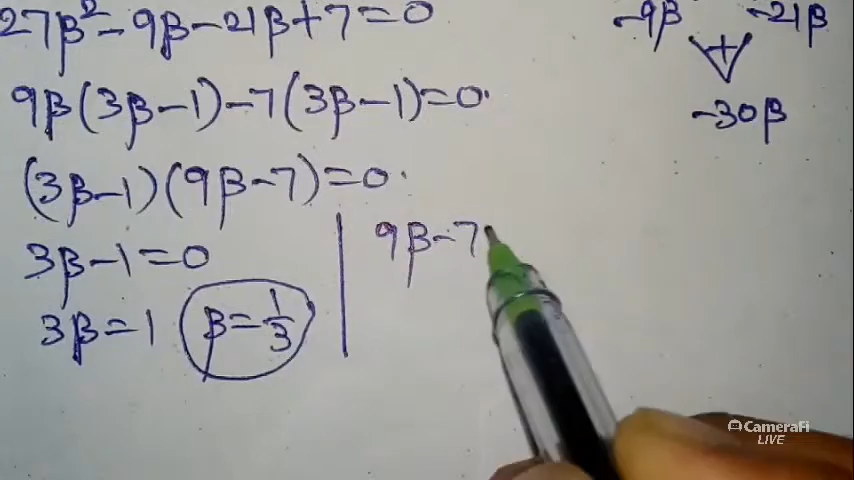 27β² - 9β - 21β + 7 = 0
9β(3β - 1) - 7(3β - 1) = 0
(3β - 1)(9β - 7) = 0
3β - 1 = 0
3β = 1 β = 1/3
9β - 7
-9β -21β
+
-30β
CameraFi
LIVE